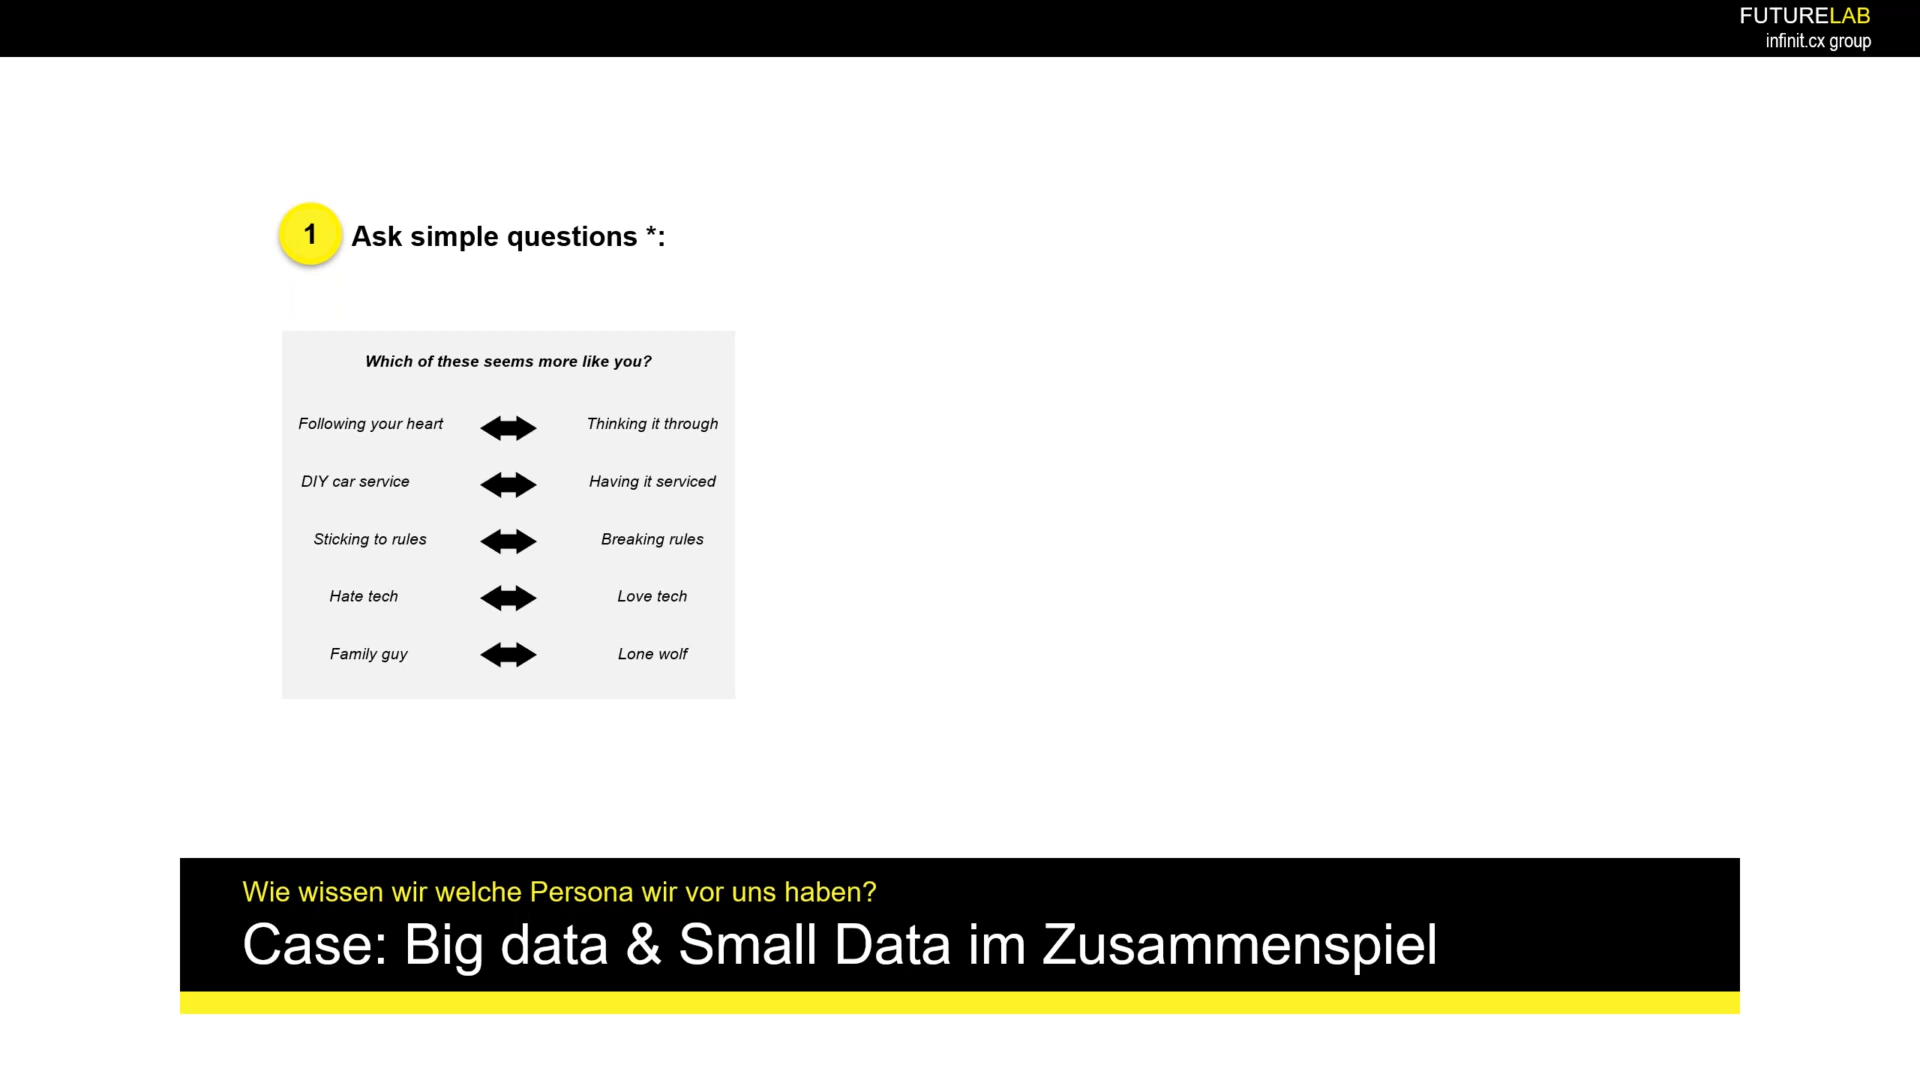 FUTURELAB
infinit.cx group
1 Ask simple questions *:
Which of these seems more like you?
Following your heart Thinking it through
DIY car service Having it serviced
Sticking to rules Breaking rules
Hate tech Love tech
Family guy Lone wolf
Wie wissen wir welche Persona wir vor uns haben?
Case: Big data & Small Data im Zusammenspiel